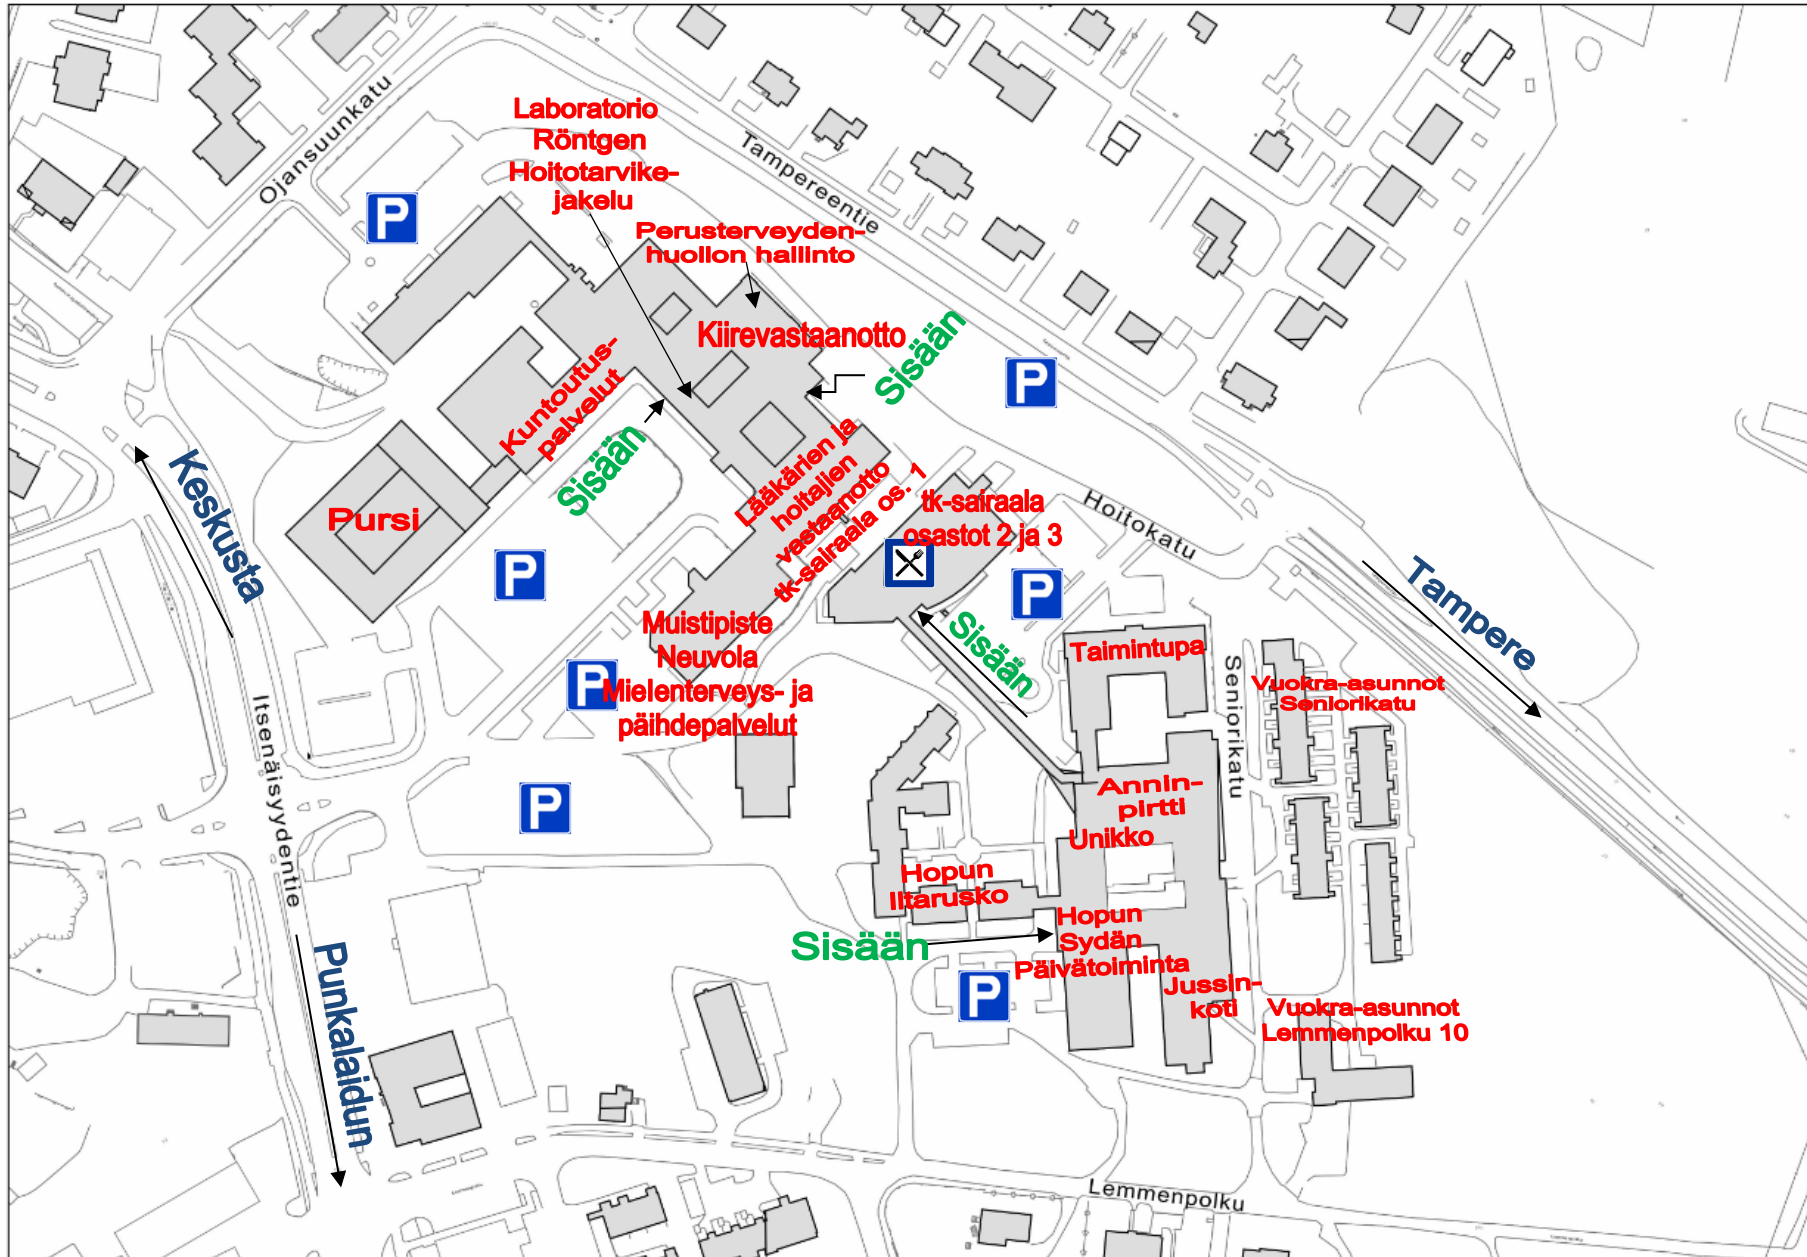 Ojansuunkatu
Laboratorio
Röntgen
Hoitotarvike-
jakelu
P
Tampereentie
Perusterveyden-
huollon hallinto
Kiirevastaanotto
Sisään
P
Kuntoutus-
palvelut
Sisään
Pursi
Keskusta
Lääkärien ja
hoitajien
vastaanotto
tk-sairaala os. 1
tk-sairaala
osastot 2 ja 3
Hoitokatu
Tampere
P
P
Sisään
Muistipiste
Neuvola
Mielenterveys- ja
päihdepalvelut
P
P
Itsenäisyydentie
Taimintupa
Seniorikatu
Vuokra-asunnot
Seniorikatu
Annin-
pirtti
Unikko
Hopun
Iltarusko
Hopun
Sydän
Päivätoiminta
Sisään
P
Jussin-
koti
Vuokra-asunnot
Lemmenpolku 10
Punkalaidun
Lemmenpolku